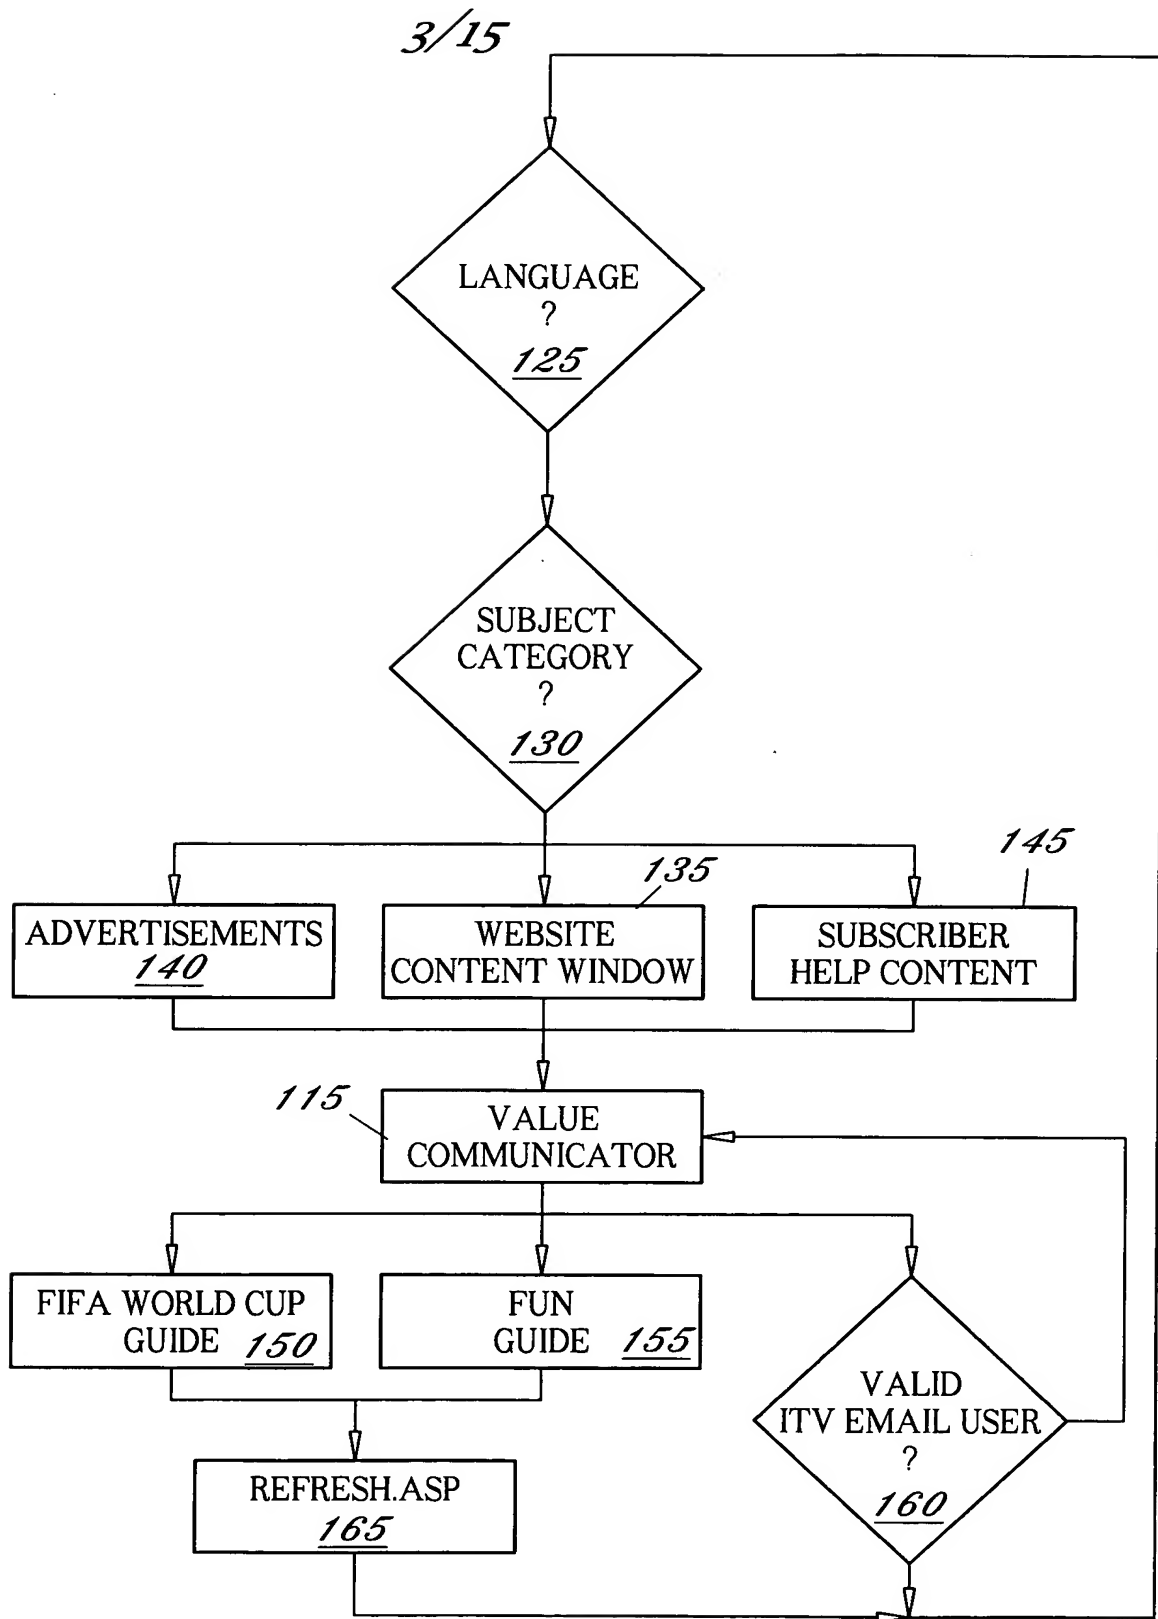 3/15
LANGUAGE
?
125
SUBJECT
CATEGORY
?
130
145
135
ADVERTISEMENTS
140
WEBSITE
CONTENT WINDOW
SUBSCRIBER
HELP CONTENT
115
VALUE
COMMUNICATOR
FIFA WORLD CUP
GUIDE 150
FUN
GUIDE 155
VALID
ITV EMAIL USER
?
160
REFRESH.ASP
165